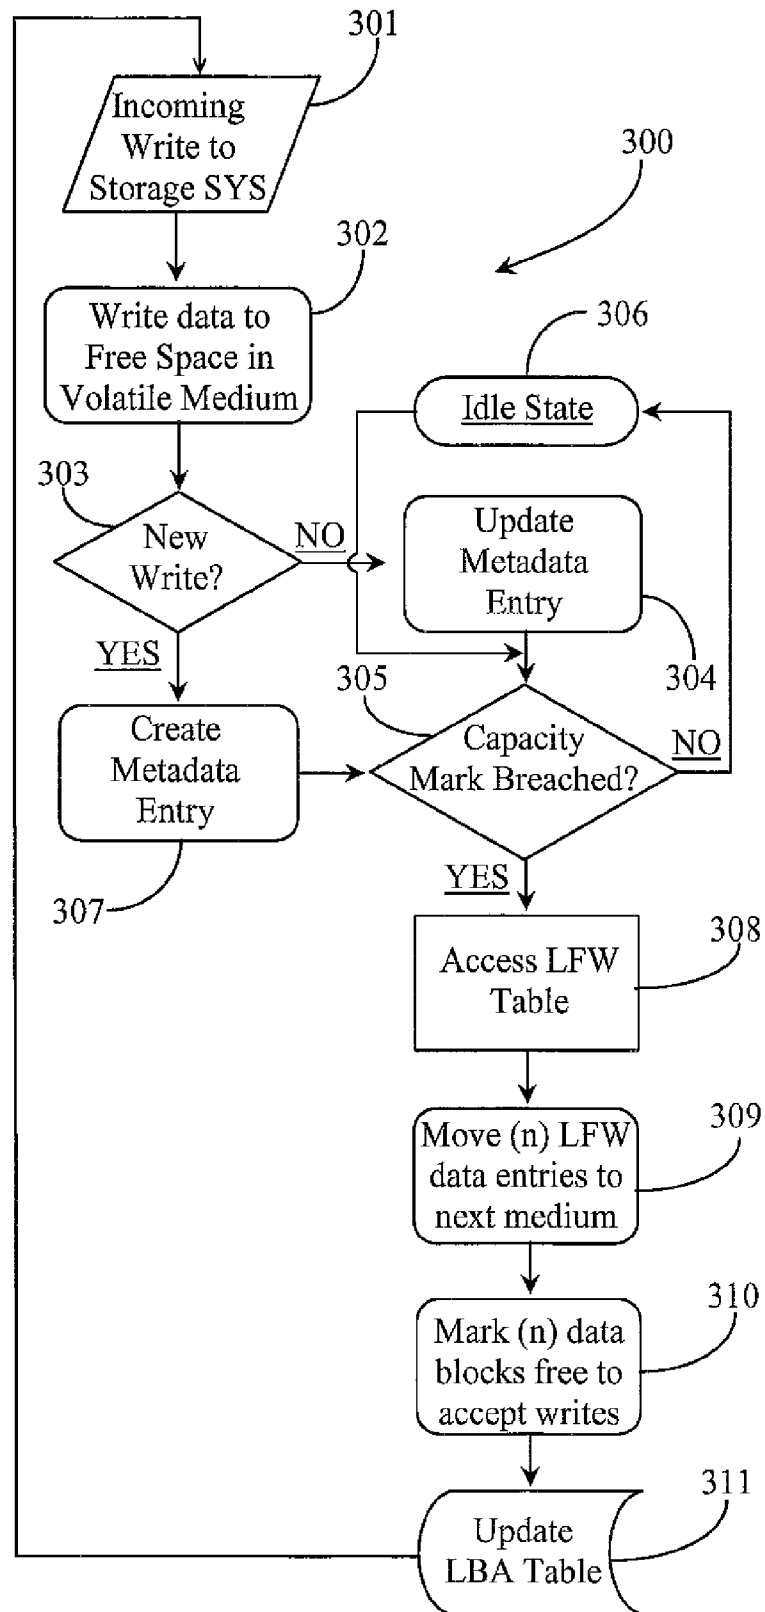 301
Incoming
Write to
Storage SYS
300
302
Write data to
Free Space in
Volatile Medium
306
Idle State
303
New
Write?
NO
Update
Metadata
Entry
304
YES
305
Capacity
Mark Breached?
NO
Create
Metadata
Entry
307
YES
308
Access LFW
Table
309
Move (n) LFW
data entries to
next medium
310
Mark (n) data
blocks free to
accept writes
311
Update
LBA Table